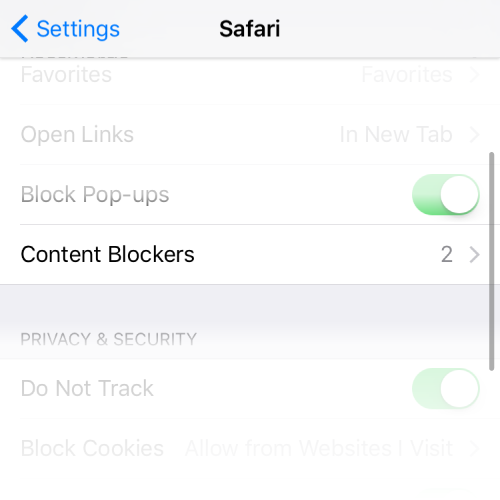 Settings
Safari
Favorites Favorites
Open Links In New Tab
Block Pop-ups
Content Blockers 2
PRIVACY & SECURITY
Do Not Track
Block Cookies Allow from Websites I Visit